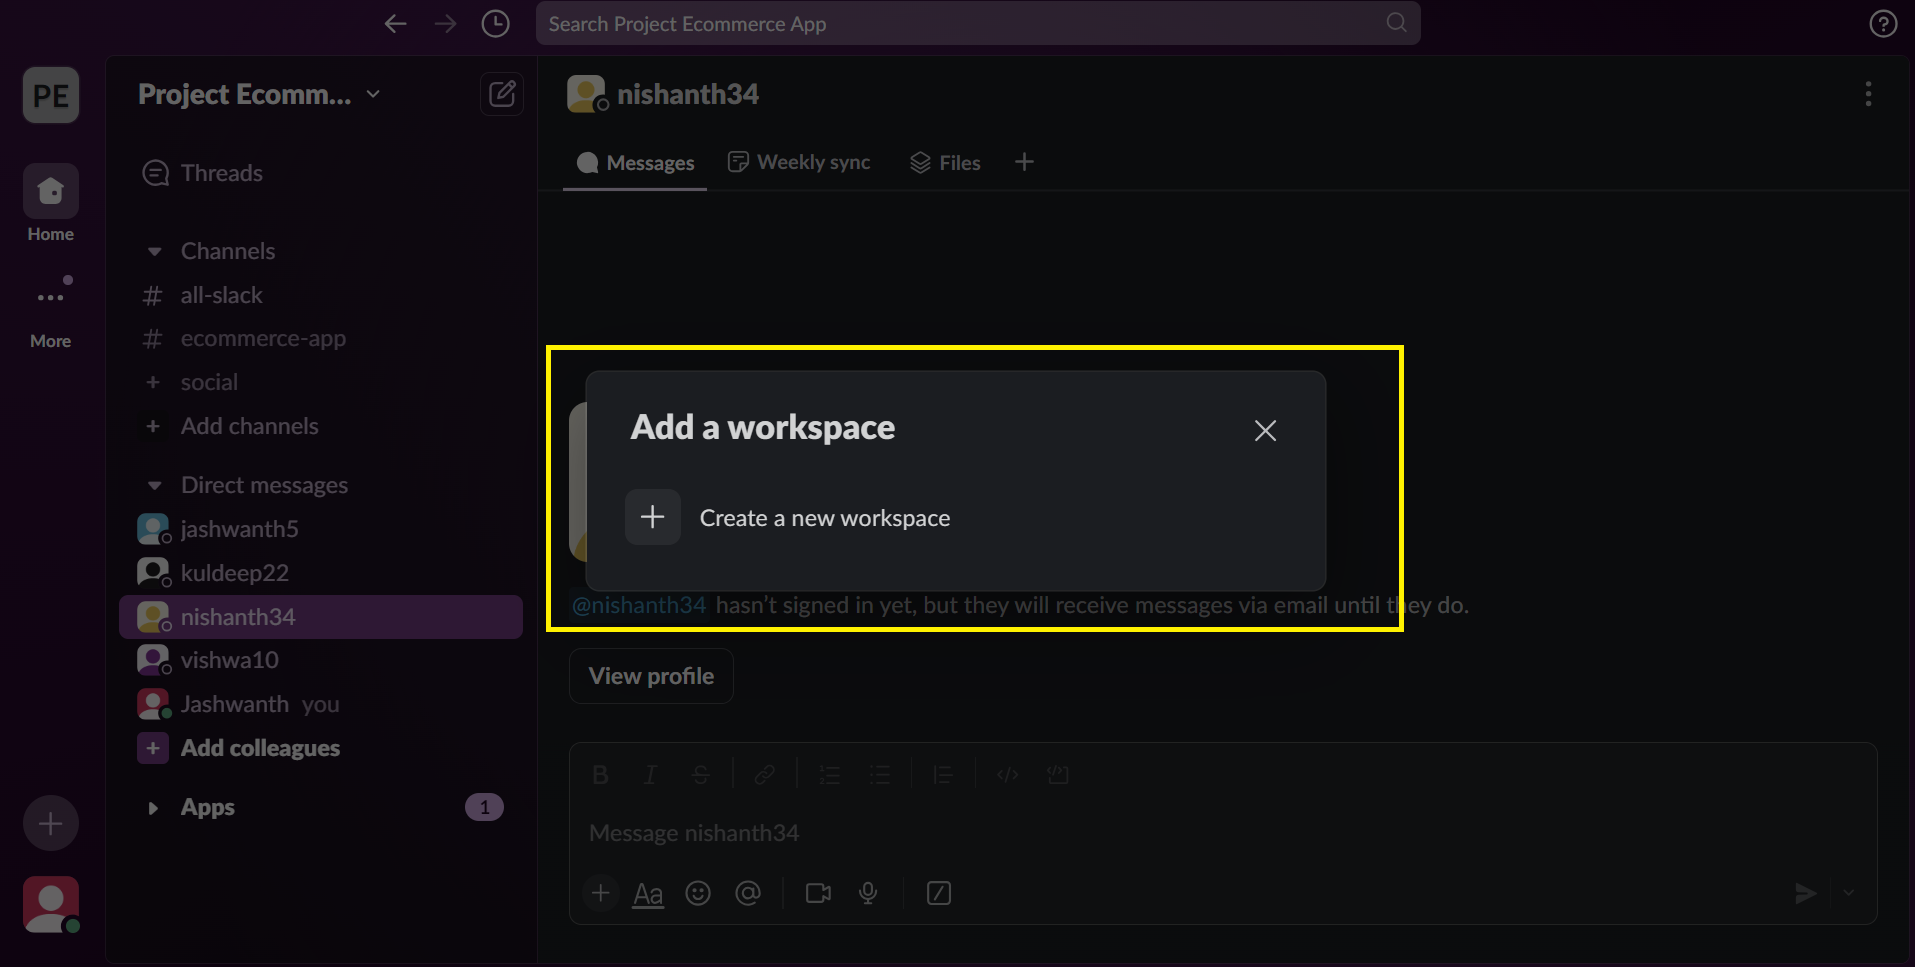 Search Project Ecommerce App
PE
Home
More
Project Ecomm...
Threads
Channels
# all-slack
# ecommerce-app
+ social
+ Add channels
Direct messages
jashwanth5
kuldeep22
nishanth34
vishwa10
Jashwanth you
+ Add colleagues
Apps 1
nishanth34
Messages Weekly sync Files +
Add a workspace
Create a new workspace
@nishanth34 hasn't signed in yet, but they will receive messages via email until they do.
View profile
B I S
Message nishanth34
Aa